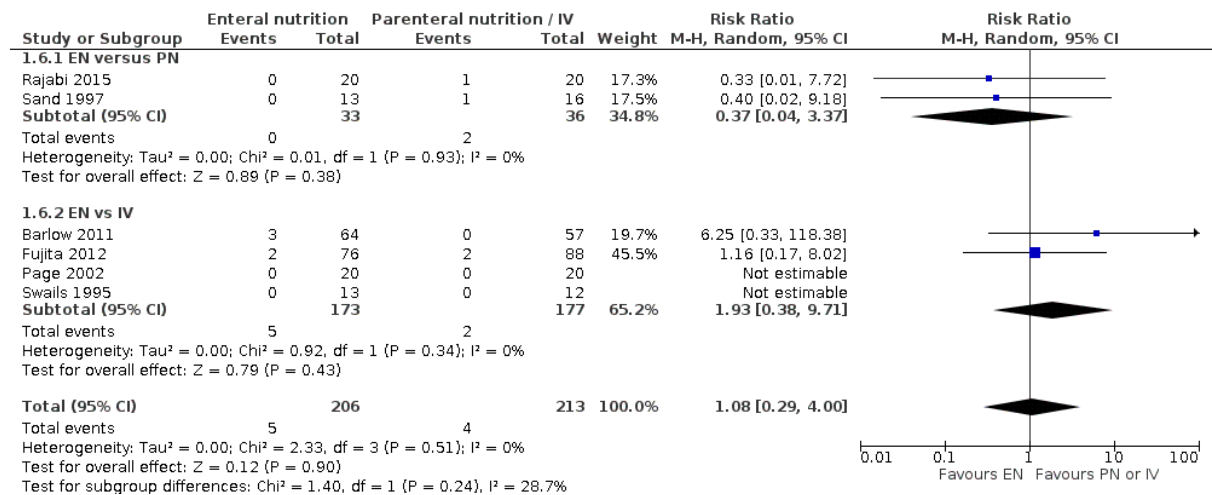 Enteral nutrition Parenteral nutrition / IV Risk Ratio Risk Ratio
Study or Subgroup Events Total Events Total Weight M-H, Random, 95% CI M-H, Random, 95% CI
1.6.1 EN versus PN
Rajabi 2015 0 20 1 20 17.3% 0.33 [0.01, 7.72]
Sand 1997 0 13 1 16 17.5% 0.40 [0.02, 9.18]
Subtotal (95% CI) 33 36 34.8% 0.37 [0.04, 3.37]
Total events 0 2
Heterogeneity: Tau² = 0.00; Chi² = 0.01, df = 1 (P = 0.93); I² = 0%
Test for overall effect: Z = 0.89 (P = 0.38)
1.6.2 EN vs IV
Barlow 2011 3 64 0 57 19.7% 6.25 [0.33, 118.38]
Fujita 2012 2 76 2 88 45.5% 1.16 [0.17, 8.02]
Page 2002 0 20 0 20 Not estimable
Swails 1995 0 13 0 12 Not estimable
Subtotal (95% CI) 173 177 65.2% 1.93 [0.38, 9.71]
Total events 5 2
Heterogeneity: Tau² = 0.00; Chi² = 0.92, df = 1 (P = 0.34); I² = 0%
Test for overall effect: Z = 0.79 (P = 0.43)
Total (95% CI) 206 213 100.0% 1.08 [0.29, 4.00]
Total events 5 4
Heterogeneity: Tau² = 0.00; Chi² = 2.33, df = 3 (P = 0.51); I² = 0%
Test for overall effect: Z = 0.12 (P = 0.90)
Test for subgroup differences: Chi² = 1.40, df = 1 (P = 0.24), I² = 28.7%
0.01 0.1 1 10 100
Favours EN Favours PN or IV